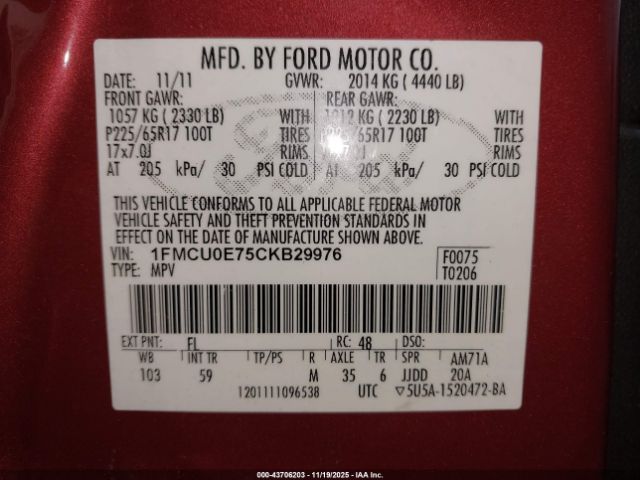 MFD. BY FORD MOTOR CO.
DATE: 11/11 GVWR: 2014 KG ( 4440 LB)
FRONT GAWR: REAR GAWR:
1057 KG ( 2330 LB) WITH 1012 KG ( 2230 LB) WITH
P225/65R17 100T TIRES P225/65R17 100T TIRES
17x7.0J RIMS 17x7.0J RIMS
AT 205 kPa/ 30 PSI COLD AT 205 kPa/ 30 PSI COLD
THIS VEHICLE CONFORMS TO ALL APPLICABLE FEDERAL MOTOR
VEHICLE SAFETY AND THEFT PREVENTION STANDARDS IN
EFFECT ON THE DATE OF MANUFACTURE SHOWN ABOVE.
VIN: 1FMCU0E75CKB29976 F0075
TYPE: MPV T0206
EXT PNT: FL RC: 48 DSO:
WB INT TR TP/PS R AXLE TR SPR AM71A
103 59 M 35 6 JJDD 20A
1201111096538 UTC ▽5U5A-1520472-BA
000-43706203 - 11/19/2025 - IAA Inc.